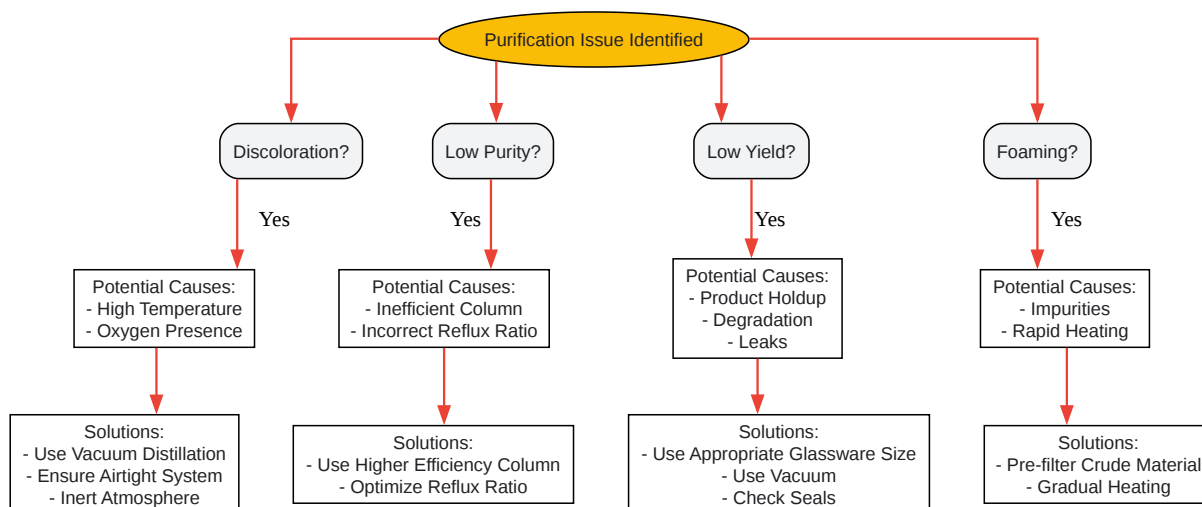 Purification Issue Identified
Discoloration?
Low Purity?
Low Yield?
Foaming?
Yes
Yes
Yes
Yes
Potential Causes:
- High Temperature
- Oxygen Presence
Potential Causes:
- Inefficient Column
- Incorrect Reflux Ratio
Potential Causes:
- Product Holdup
- Degradation
- Leaks
Potential Causes:
- Impurities
- Rapid Heating
Solutions:
- Use Vacuum Distillation
- Ensure Airtight System
- Inert Atmosphere
Solutions:
- Use Higher Efficiency Column
- Optimize Reflux Ratio
Solutions:
- Use Appropriate Glassware Size
- Use Vacuum
- Check Seals
Solutions:
- Pre-filter Crude Material
- Gradual Heating